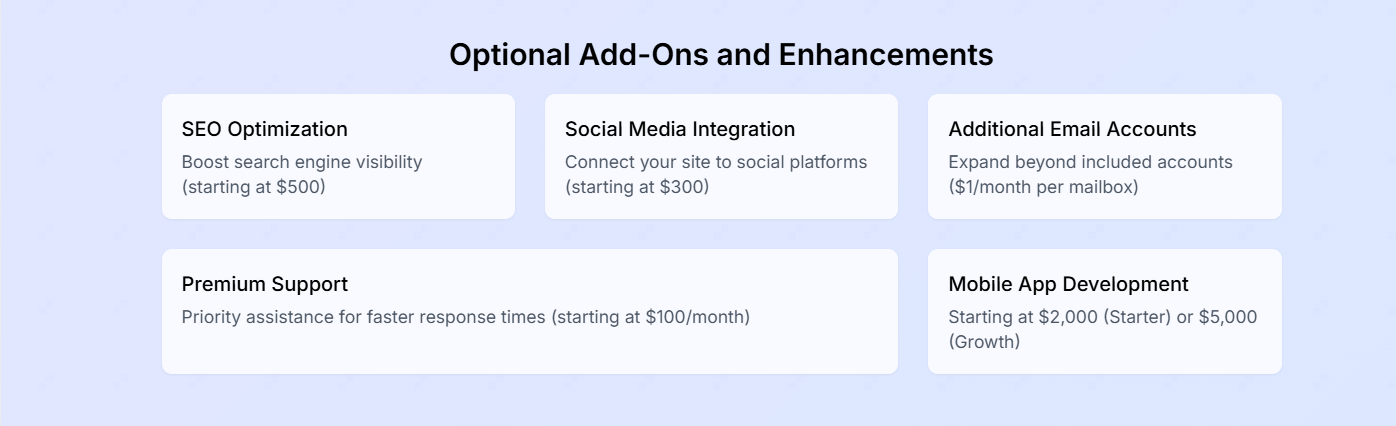 Optional Add-Ons and Enhancements
SEO Optimization
Boost search engine visibility
(starting at $500)
Social Media Integration
Connect your site to social platforms
(starting at $300)
Additional Email Accounts
Expand beyond included accounts
($1/month per mailbox)
Premium Support
Priority assistance for faster response times (starting at $100/month)
Mobile App Development
Starting at $2,000 (Starter) or $5,000
(Growth)